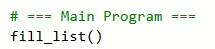 # === Main Program ===
fill_list()